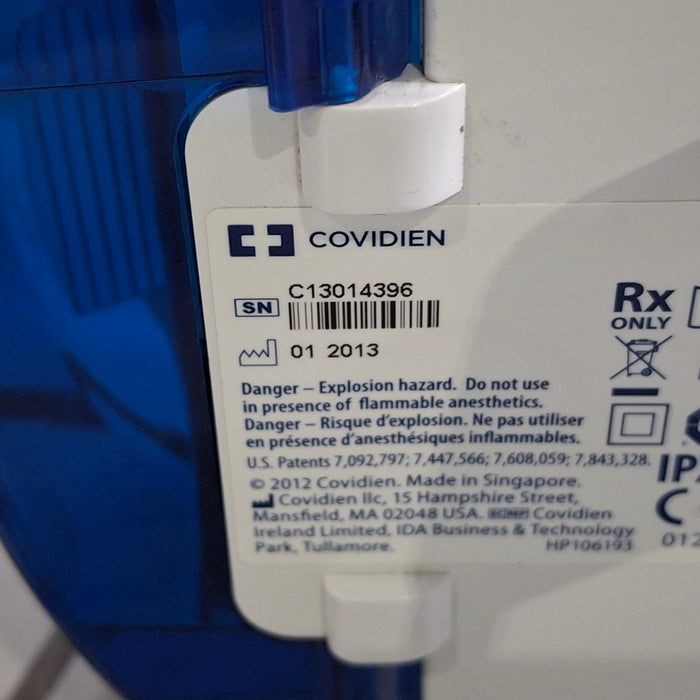 COVIDIEN
SN C13014396
01 2013
Rx
ONLY
Danger – Explosion hazard. Do not use
in presence of flammable anesthetics.
Danger – Risque d'explosion. Ne pas utiliser
en présence d'anesthésiques inflammables.
U.S. Patents 7,092,797; 7,447,566; 7,608,059; 7,843,328.
© 2012 Covidien. Made in Singapore.
Covidien llc, 15 Hampshire Street,
Mansfield, MA 02048 USA. EC REP Covidien
Ireland Limited, IDA Business & Technology
Park, Tullamore. HP106193